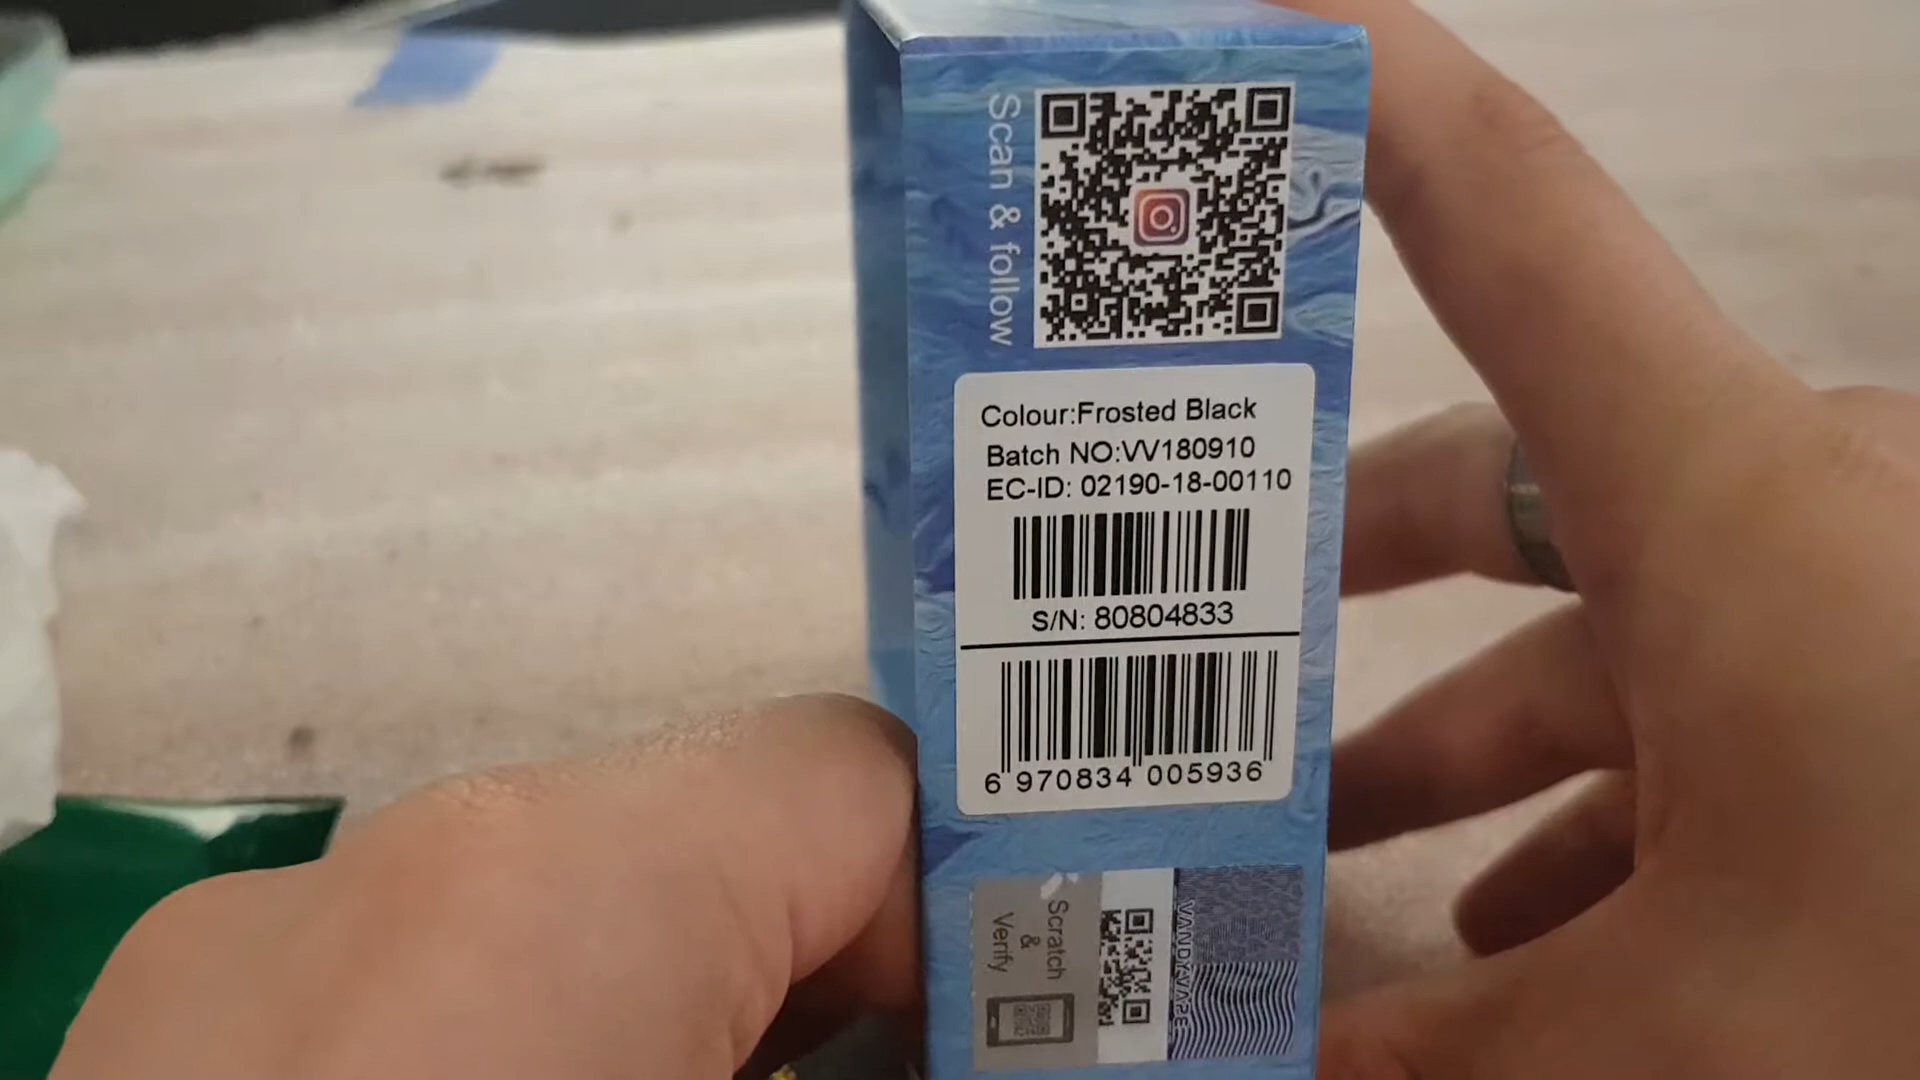 Scan & follow
Colour:Frosted Black
Batch NO:VV180910
EC-ID: 02190-18-00110
S/N: 80804833
6 970834 005936
Scratch
&
Verify
VANDYVAPE